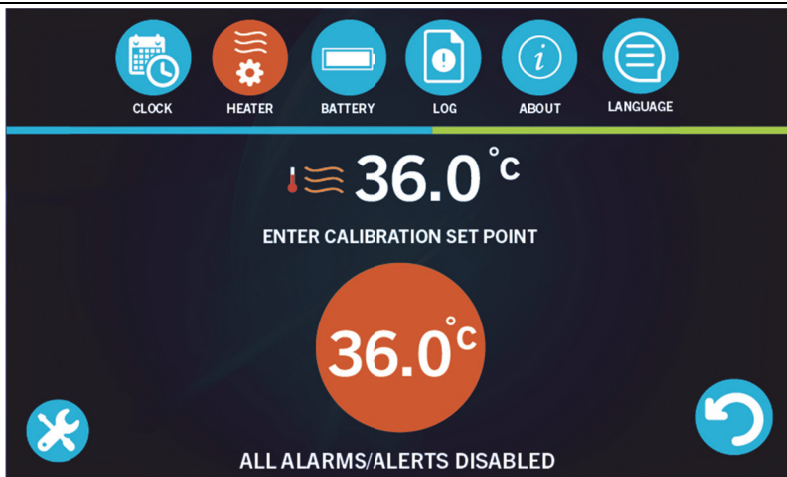 CLOCK HEATER BATTERY LOG ABOUT LANGUAGE
36.0°C
ENTER CALIBRATION SET POINT
36.0°C
ALL ALARMS/ALERTS DISABLED